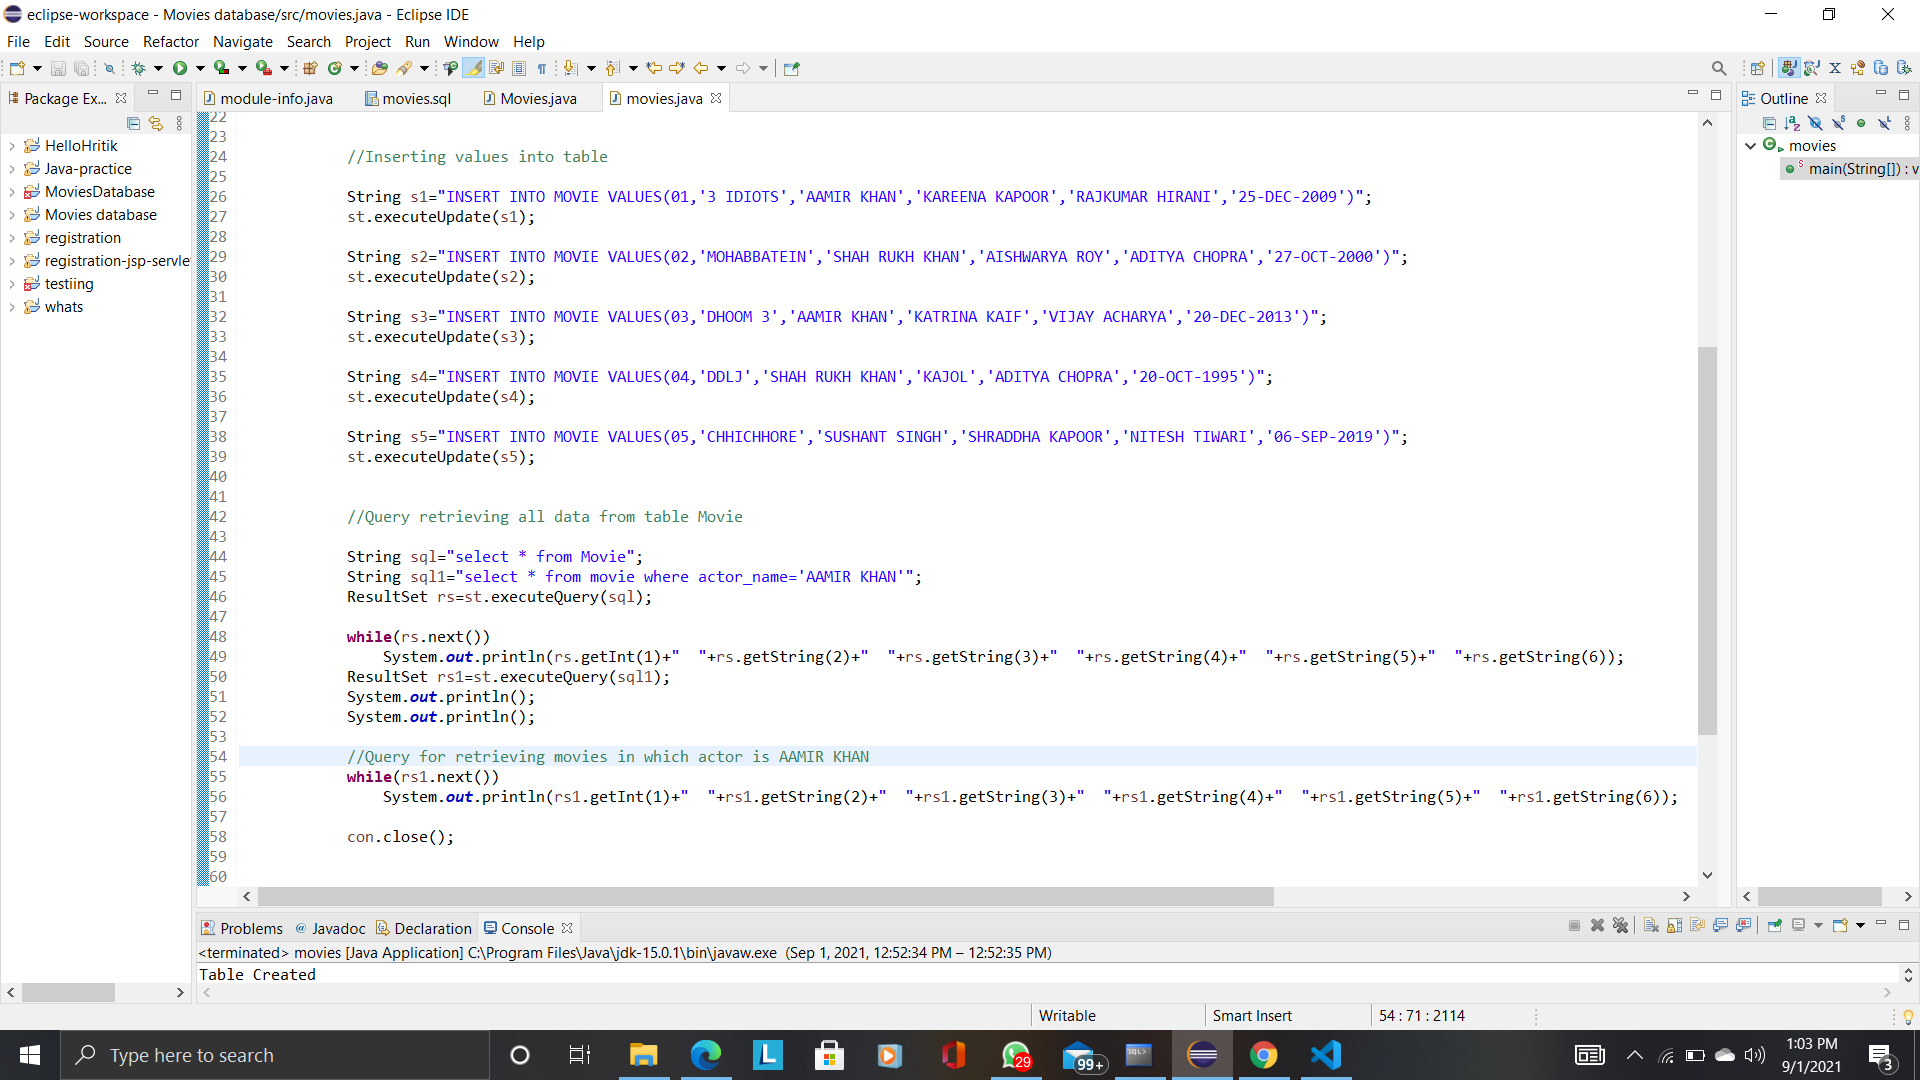 eclipse-workspace - Movies database/src/movies.java - Eclipse IDE
File Edit Source Refactor Navigate Search Project Run Window Help
Package Ex...
module-info.java movies.sql Movies.java movies.java
Outline
HelloHritik
Java-practice
MoviesDatabase
Movies database
registration
registration-jsp-servle
testiing
whats
movies
main(String[]) : v
22
23
24 //Inserting values into table
25
26 String s1="INSERT INTO MOVIE VALUES(01,'3 IDIOTS','AAMIR KHAN','KAREENA KAPOOR','RAJKUMAR HIRANI','25-DEC-2009')";
27 st.executeUpdate(s1);
28
29 String s2="INSERT INTO MOVIE VALUES(02,'MOHABBATEIN','SHAH RUKH KHAN','AISHWARYA ROY','ADITYA CHOPRA','27-OCT-2000')";
30 st.executeUpdate(s2);
31
32 String s3="INSERT INTO MOVIE VALUES(03,'DHOOM 3','AAMIR KHAN','KATRINA KAIF','VIJAY ACHARYA','20-DEC-2013')";
33 st.executeUpdate(s3);
34
35 String s4="INSERT INTO MOVIE VALUES(04,'DDLJ','SHAH RUKH KHAN','KAJOL','ADITYA CHOPRA','20-OCT-1995')";
36 st.executeUpdate(s4);
37
38 String s5="INSERT INTO MOVIE VALUES(05,'CHHICHHORE','SUSHANT SINGH','SHRADDHA KAPOOR','NITESH TIWARI','06-SEP-2019')";
39 st.executeUpdate(s5);
40
41
42 //Query retrieving all data from table Movie
43
44 String sql="select * from Movie";
45 String sql1="select * from movie where actor_name='AAMIR KHAN'";
46 ResultSet rs=st.executeQuery(sql);
47
48 while(rs.next())
49 System.out.println(rs.getInt(1)+"  "+rs.getString(2)+"  "+rs.getString(3)+"  "+rs.getString(4)+"  "+rs.getString(5)+"  "+rs.getString(6));
50 ResultSet rs1=st.executeQuery(sql1);
51 System.out.println();
52 System.out.println();
53
54 //Query for retrieving movies in which actor is AAMIR KHAN
55 while(rs1.next())
56 System.out.println(rs1.getInt(1)+"  "+rs1.getString(2)+"  "+rs1.getString(3)+"  "+rs1.getString(4)+"  "+rs1.getString(5)+"  "+rs1.getString(6));
57
58 con.close();
59
60
Problems @ Javadoc Declaration Console
<terminated> movies [Java Application] C:\Program Files\Java\jdk-15.0.1\bin\javaw.exe (Sep 1, 2021, 12:52:34 PM – 12:52:35 PM)
Table Created
Writable Smart Insert 54 : 71 : 2114
Type here to search
L
29
99+
SQL>
1:03 PM
9/1/2021
3